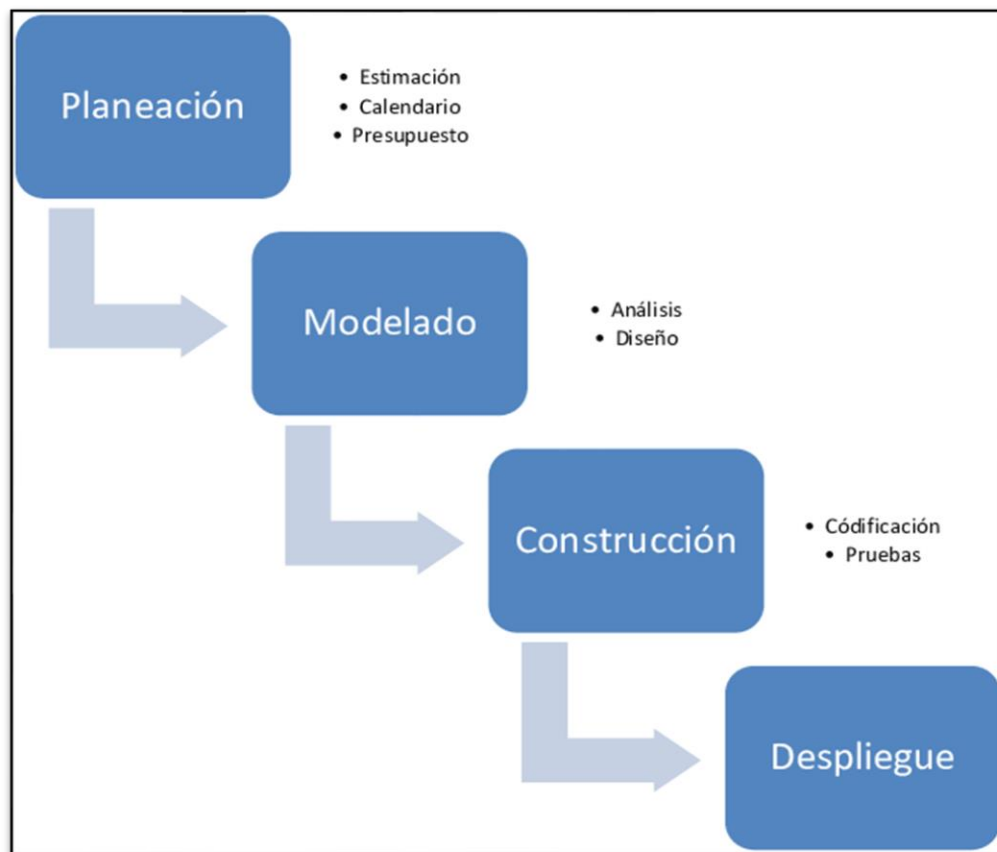 Planeación
• Estimación
• Calendario
• Presupuesto
Modelado
• Análisis
• Diseño
Construcción
• Códificación
• Pruebas
Despliegue